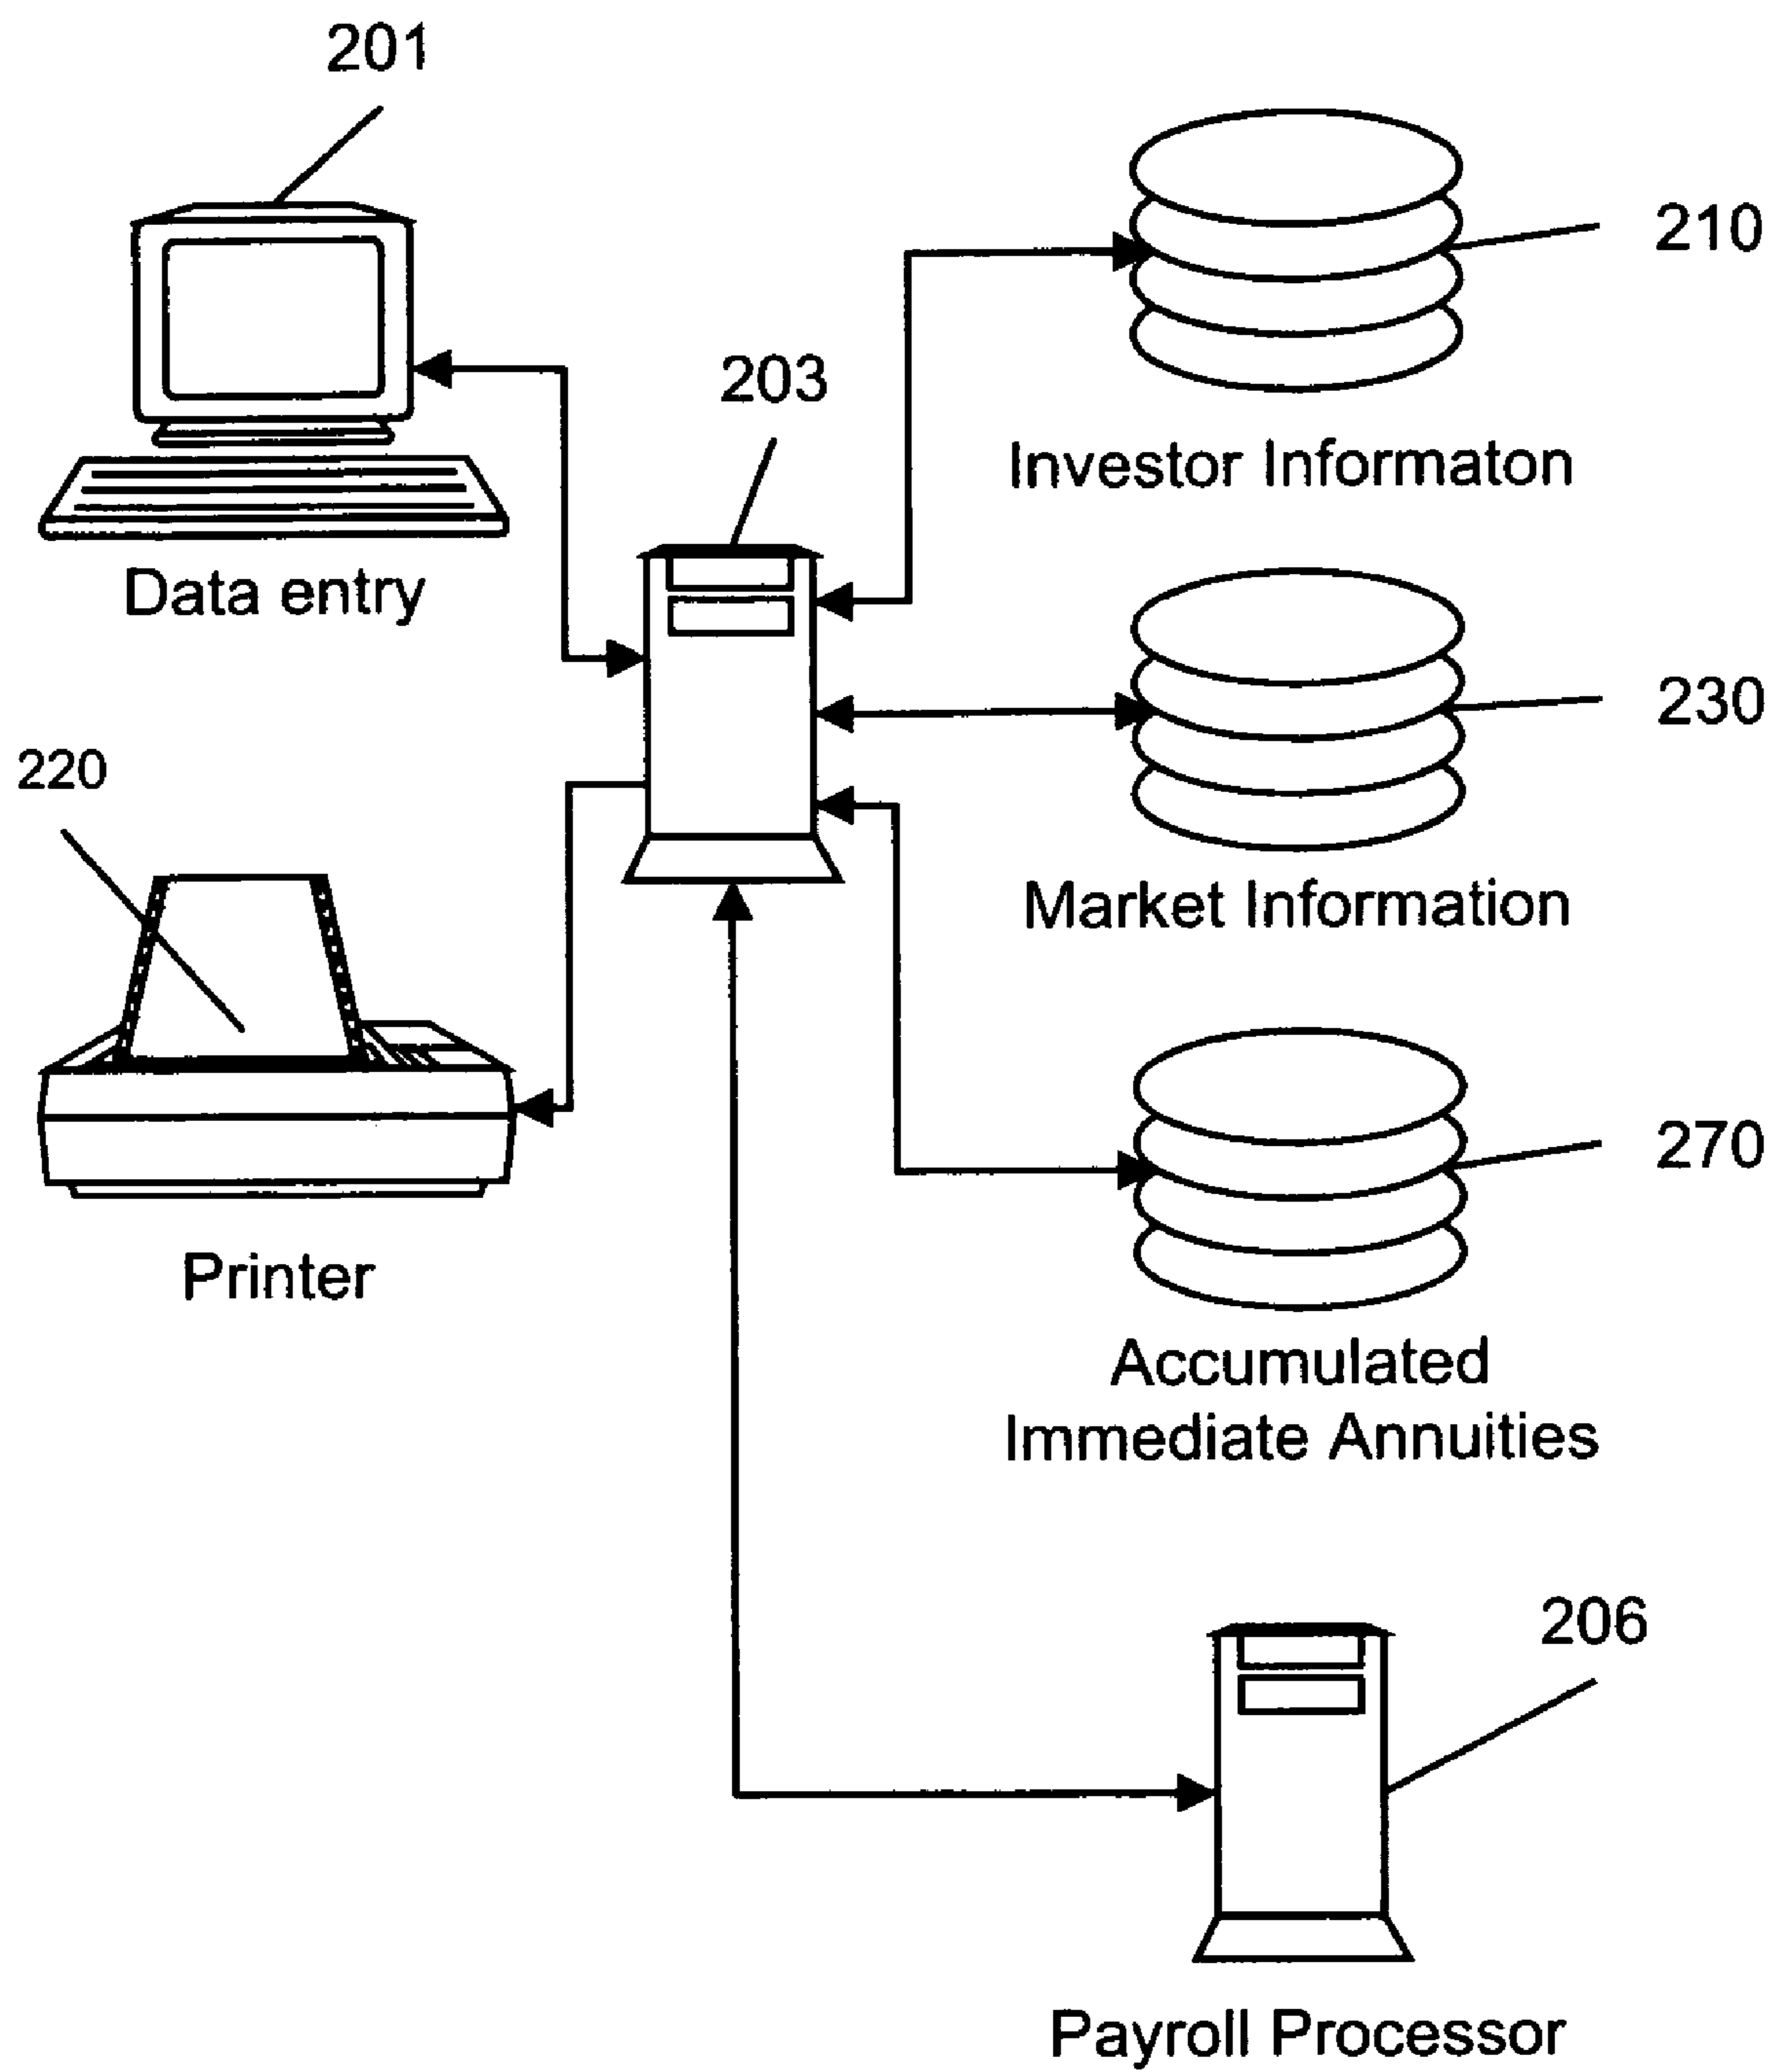 201
210
203
Investor Informaton
Data entry
230
220
Market Information
270
Printer
Accumulated
Immediate Annuities
206
Payroll Processor